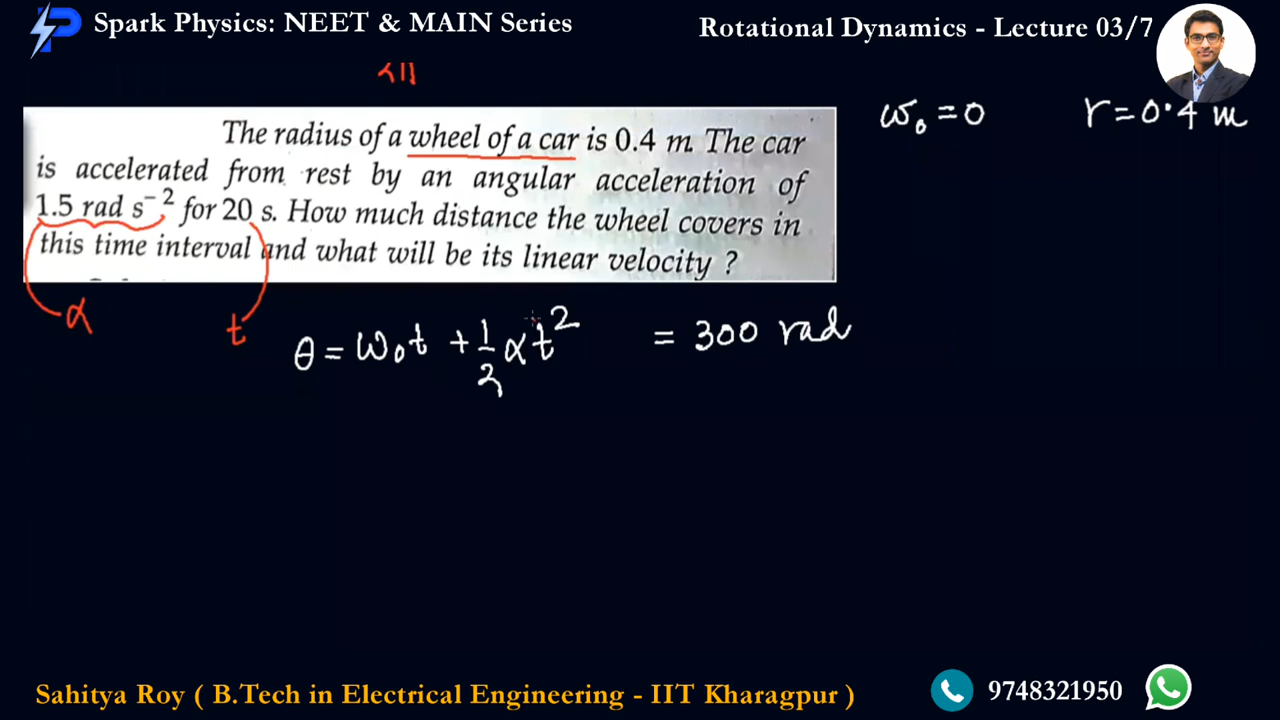 Spark Physics: NEET & MAIN Series
Rotational Dynamics - Lecture 03/7
The radius of a wheel of a car is 0.4 m. The car
is accelerated from rest by an angular acceleration of
1.5 rad s⁻² for 20 s. How much distance the wheel covers in
this time interval and what will be its linear velocity ?
ω₀ = 0
r = 0.4 m
α
t
θ = ω₀t + 1/2 αt²
= 300 rad
Sahitya Roy ( B.Tech in Electrical Engineering - IIT Kharagpur )
9748321950